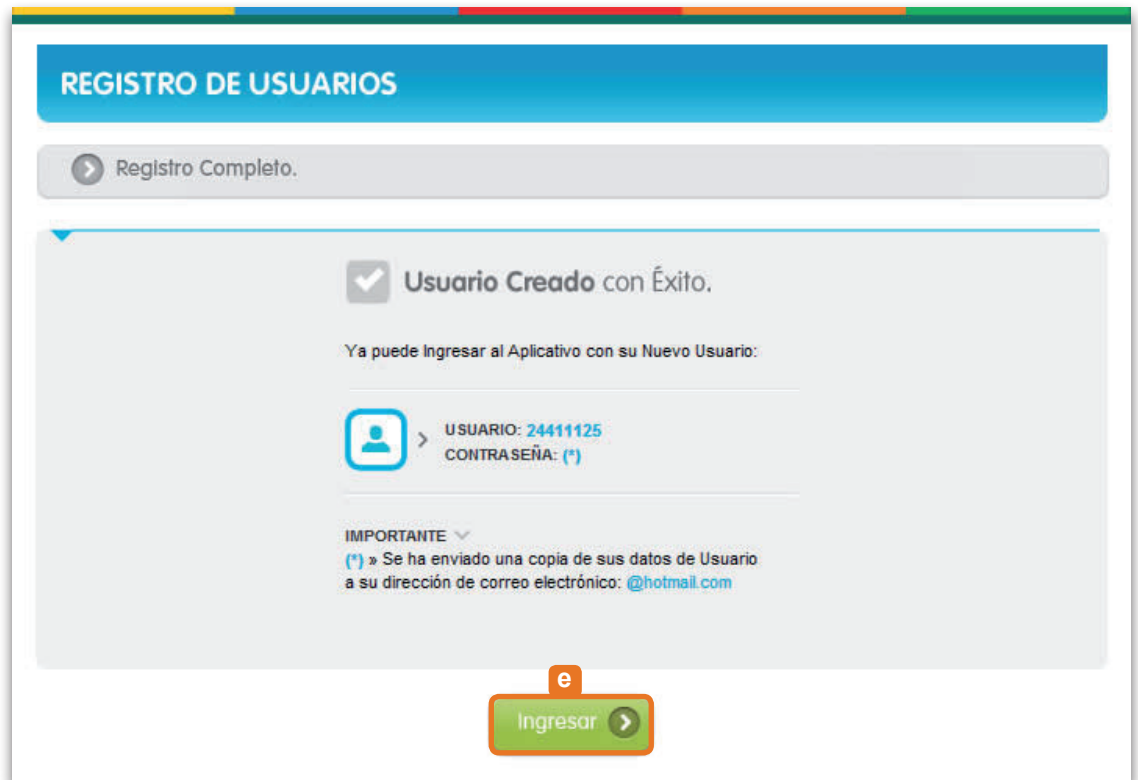 REGISTRO DE USUARIOS
Registro Completo.
Usuario Creado con Éxito.
Ya puede Ingresar al Aplicativo con su Nuevo Usuario:
USUARIO: 24411125
CONTRASEÑA: (*)
IMPORTANTE
(*) » Se ha enviado una copia de sus datos de Usuario
a su dirección de correo electrónico: @hotmail.com
e
Ingresar